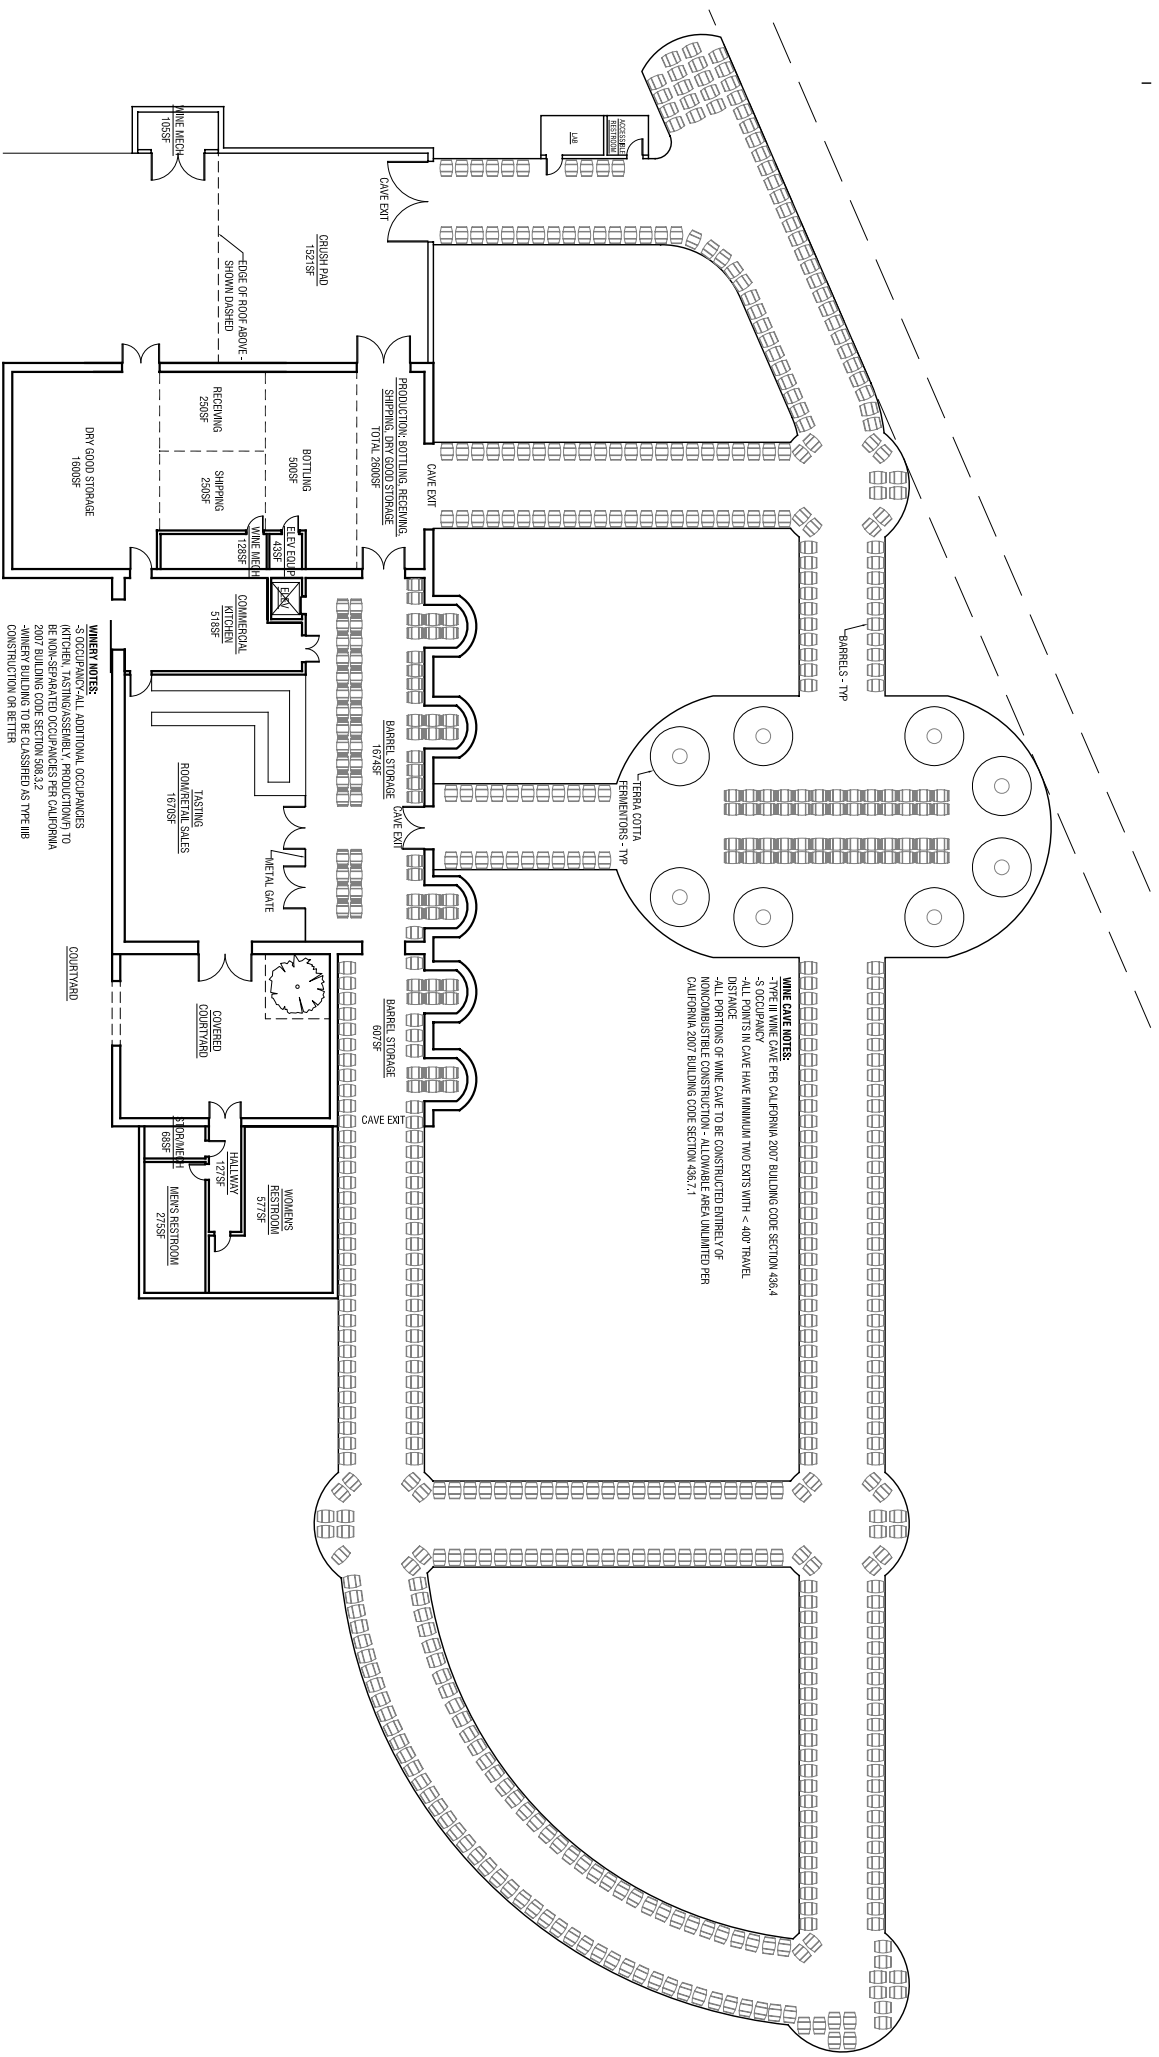 WINE MECH
105SF
CAVE EXIT
CRUSH PAD
1521SF
EDGE OF ROOF ABOVE -
SHOWN DASHED
LAB
ACCESSIBLE
RESTROOM
PRODUCTION: BOTTLING, RECEIVING,
SHIPPING, DRY GOOD STORAGE
TOTAL 2600SF
RECEIVING
250SF
SHIPPING
250SF
BOTTLING
500SF
DRY GOOD STORAGE
1600SF
CAVE EXIT
ELEV EQUIP
43SF
WINE MECH
128SF
ELEV
COMMERCIAL
KITCHEN
518SF
BARREL STORAGE
1674SF
CAVE EXIT
TASTING
ROOM/RETAIL SALES
1670SF
METAL GATE
BARRELS - TYP
TERRA COTTA
FERMENTORS - TYP
WINERY NOTES:
-S OCCUPANCY-ALL ADDITIONAL OCCUPANCIES
(KITCHEN, TASTING/ASSEMBLY, PRODUCTION/F) TO
BE NON-SEPARATED OCCUPANCIES PER CALIFORNIA
2007 BUILDING CODE SECTION 508.3.2
-WINERY BUILDING TO BE CLASSIFIED AS TYPE IIIB
CONSTRUCTION OR BETTER
COURTYARD
COVERED
COURTYARD
BARREL STORAGE
607SF
CAVE EXIT
WINE CAVE NOTES:
-TYPE III WINE CAVE PER CALIFORNIA 2007 BUILDING CODE SECTION 436.4
-S OCCUPANCY
-ALL POINTS IN CAVE HAVE MINIMUM TWO EXITS WITH < 400' TRAVEL
DISTANCE
-ALL PORTIONS OF WINE CAVE TO BE CONSTRUCTED ENTIRELY OF
NONCOMBUSTIBLE CONSTRUCTION - ALLOWABLE AREA UNLIMITED PER
CALIFORNIA 2007 BUILDING CODE SECTION 436.7.1
STOR/MECH
68SF
HALLWAY
127SF
WOMEN'S
RESTROOM
577SF
MEN'S RESTROOM
275SF